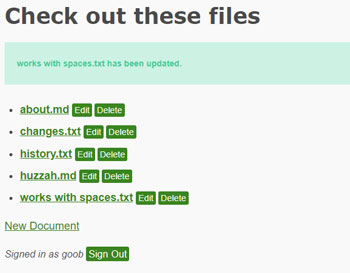 Check out these files
works with spaces.txt has been updated.
about.md Edit Delete
changes.txt Edit Delete
history.txt Edit Delete
huzzah.md Edit Delete
works with spaces.txt Edit Delete
New Document
Signed in as goob Sign Out